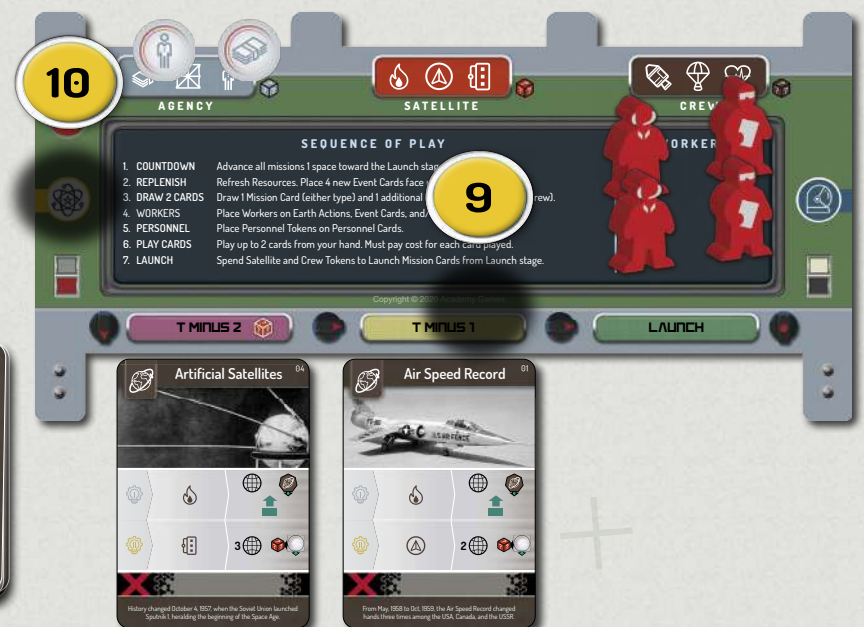 10
AGENCY
SATELLITE
CREW
SEQUENCE OF PLAY
WORKER
1. COUNTDOWN Advance all missions 1 space toward the Launch
2. REPLENISH Refresh Resources. Place 4 new Event Cards face
3. DRAW 2 CARDS Draw 1 Mission Card (either type) and 1 additional
4. WORKERS Place Workers on Earth Actions, Event Cards,
5. PERSONNEL Place Personnel Tokens on Personnel Cards.
6. PLAY CARDS Play up to 2 cards from your hand. Must pay cost for each card played.
7. LAUNCH Spend Satellite and Crew Tokens to Launch Mission Cards from Launch stage.
9
Copyright © 2020 Academy Games
T MINUS 2
T MINUS 1
LAUNCH
Artificial Satellites 04
3
History changed October 4, 1957, when the Soviet Union launched
Sputnik 1, heralding the beginning of the Space Age.
Air Speed Record 01
U.S. AIR FORCE
2
From May, 1958 to Oct, 1959, the Air Speed Record changed
hands three times among the USA, Canada, and the USSR.